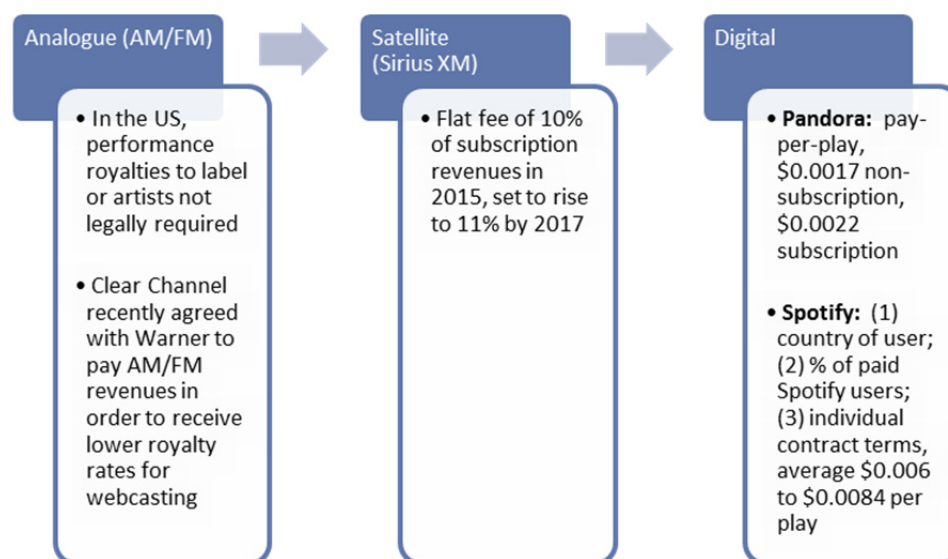 Analogue (AM/FM)
• In the US,
performance
royalties to label
or artists not
legally required
• Clear Channel
recently agreed
with Warner to
pay AM/FM
revenues in
order to receive
lower royalty
rates for
webcasting
Satellite
(Sirius XM)
• Flat fee of 10%
of subscription
revenues in
2015, set to rise
to 11% by 2017
Digital
• Pandora: pay-
per-play,
$0.0017 non-
subscription,
$0.0022
subscription
• Spotify: (1)
country of user;
(2) % of paid
Spotify users;
(3) individual
contract terms,
average $0.006
to $0.0084 per
play